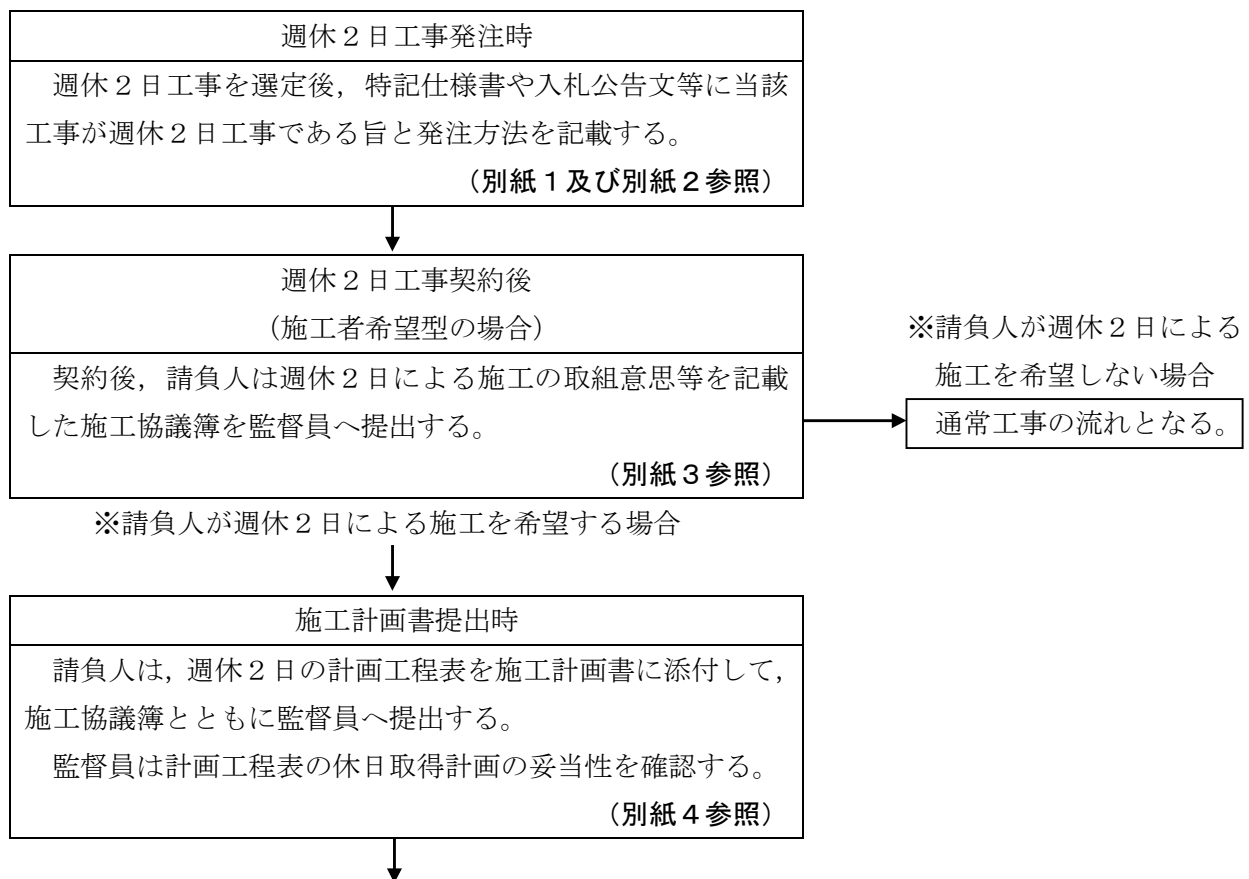 週休２日工事発注時
週休２日工事を選定後，特記仕様書や入札公告文等に当該
工事が週休２日工事である旨と発注方法を記載する。
（別紙１及び別紙２参照）
週休２日工事契約後
（施工者希望型の場合）
契約後，請負人は週休２日による施工の取組意思等を記載
した施工協議簿を監督員へ提出する。
（別紙３参照）
※請負人が週休２日による
施工を希望しない場合
通常工事の流れとなる。
※請負人が週休２日による施工を希望する場合
施工計画書提出時
請負人は，週休２日の計画工程表を施工計画書に添付して，
施工協議簿とともに監督員へ提出する。
監督員は計画工程表の休日取得計画の妥当性を確認する。
（別紙４参照）